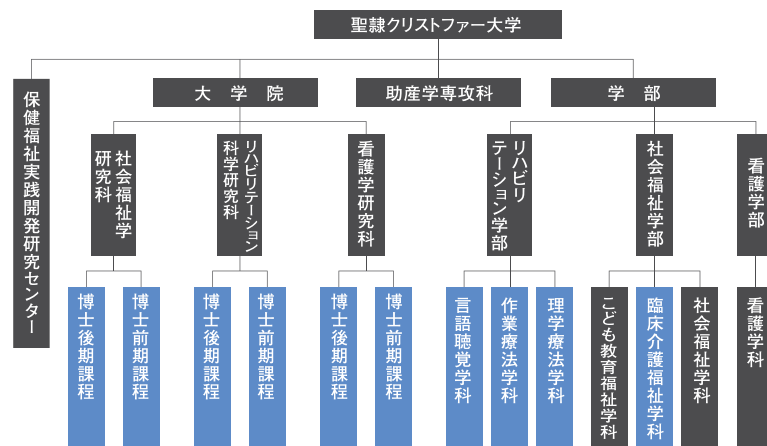 聖隷クリストファー大学
保健福祉実践開発研究センター
大学院
助産学専攻科
学部
社会福祉学
研究科
リハビリテーション
科学研究科
看護学研究科
リハビリ
テーション学部
社会福祉学部
看護学部
博士後期課程
博士前期課程
博士後期課程
博士前期課程
博士後期課程
博士前期課程
言語聴覚学科
作業療法学科
理学療法学科
こども教育福祉学科
臨床介護福祉学科
社会福祉学科
看護学科